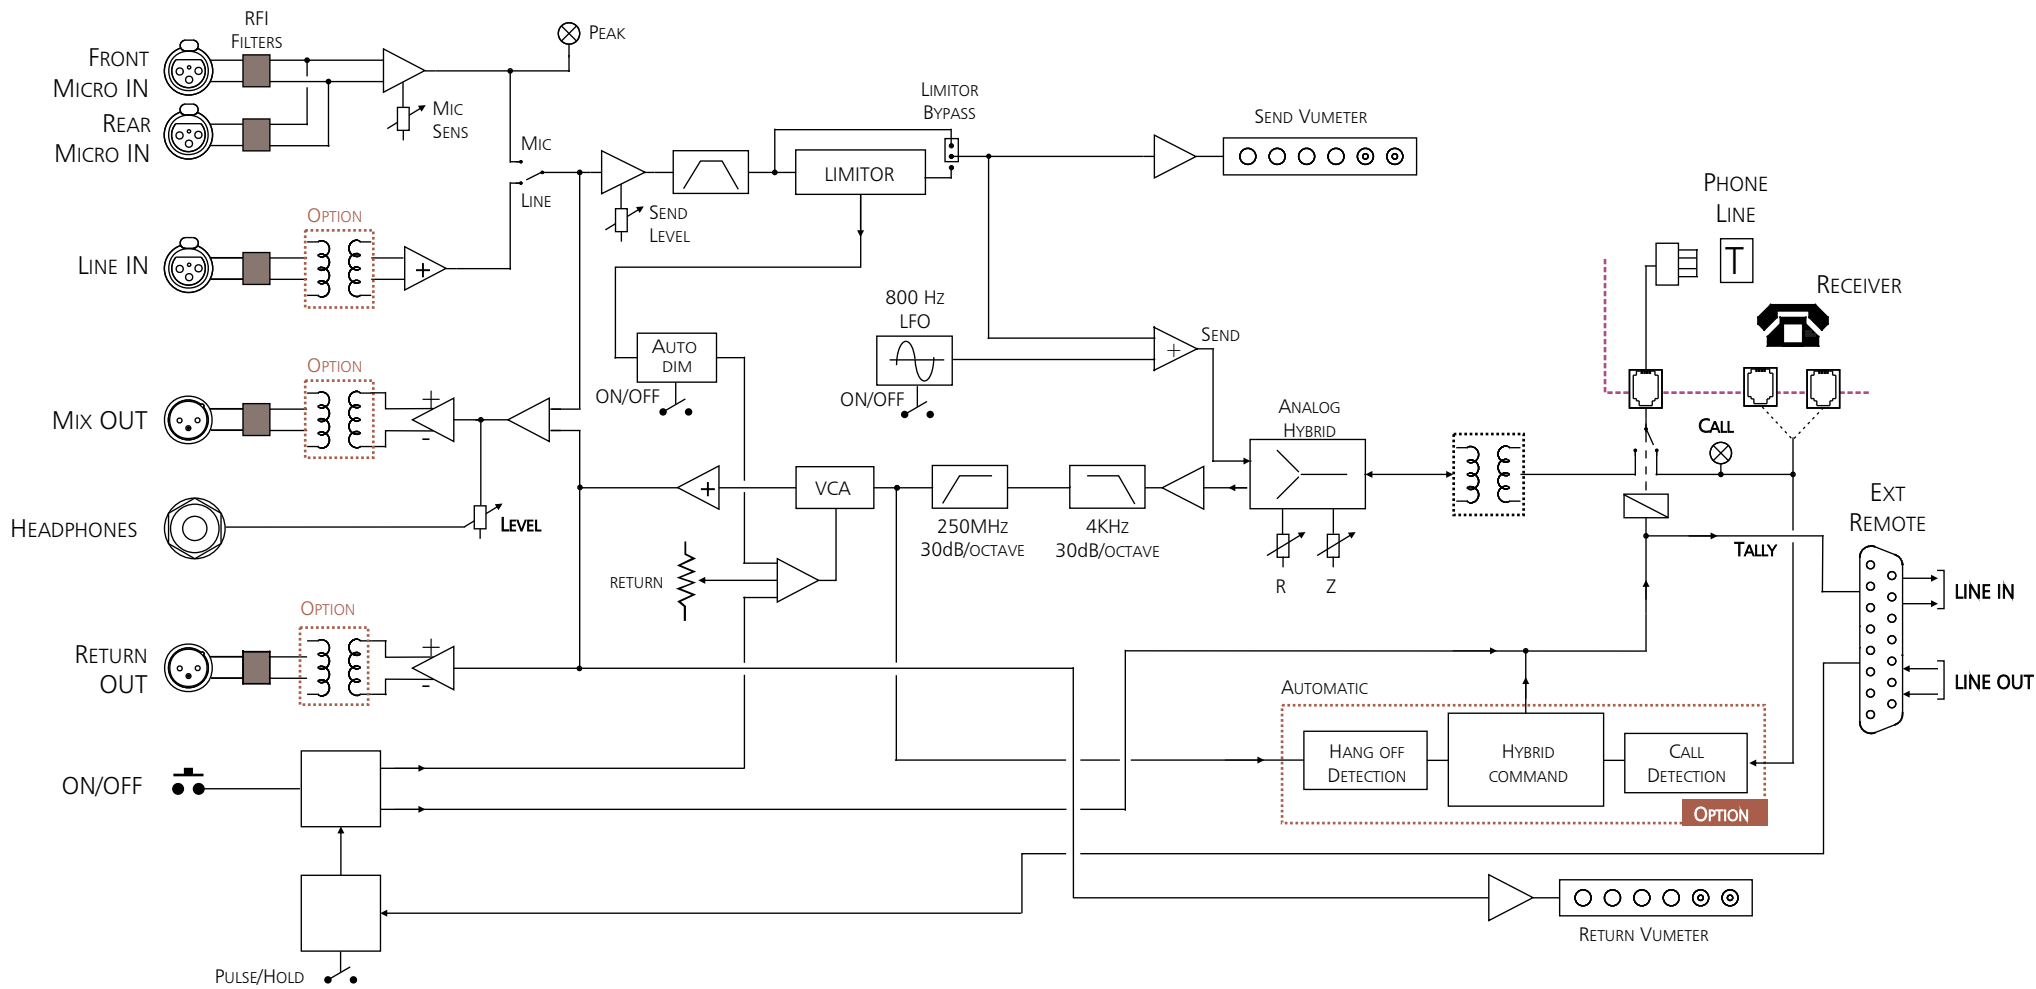 RFI
FILTERS
FRONT
MICRO IN
REAR
MICRO IN
PEAK
MIC
SENS
MIC
LINE
OPTION
LINE IN
SEND
LEVEL
LIMITOR
LIMITOR
BYPASS
SEND VUMETER
PHONE
LINE
T
RECEIVER
800 HZ
LFO
ON/OFF
AUTO
DIM
ON/OFF
+
SEND
+
OPTION
MIX OUT
+
-
ANALOG
HYBRID
CALL
VCA
+
250MHZ
30dB/OCTAVE
4KHZ
30dB/OCTAVE
R
Z
HEADPHONES
LEVEL
RETURN
EXT
REMOTE
TALLY
LINE IN
LINE OUT
OPTION
RETURN
OUT
+
-
AUTOMATIC
HANG OFF
DETECTION
HYBRID
COMMAND
CALL
DETECTION
OPTION
ON/OFF
PULSE/HOLD
RETURN VUMETER